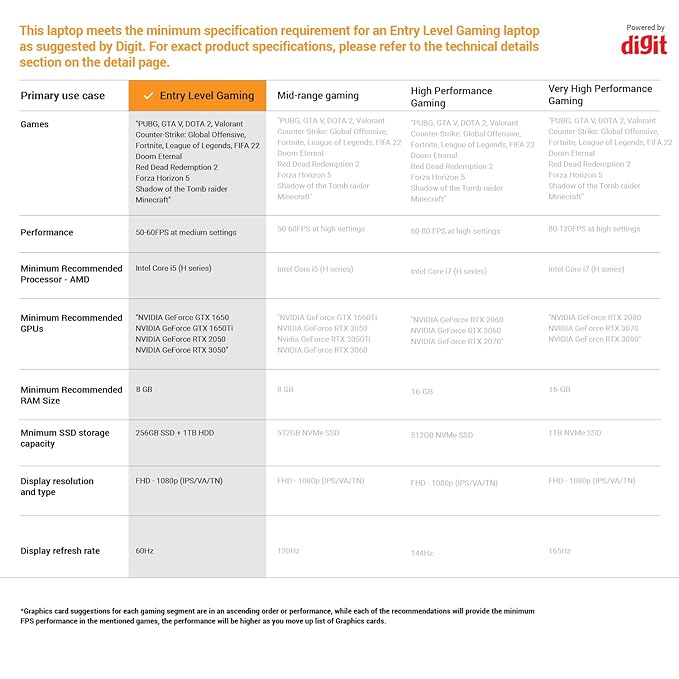 This laptop meets the minimum specification requirement for an Entry Level Gaming laptop
as suggested by Digit. For exact product specifications, please refer to the technical details
section on the detail page.
Powered by
digit
Primary use case
✓ Entry Level Gaming
Mid-range gaming
High Performance
Gaming
Very High Performance
Gaming
Games
"PUBG, GTA V, DOTA 2, Valorant
Counter-Strike: Global Offensive,
Fortnite, League of Legends, FIFA 22
Doom Eternal
Red Dead Redemption 2
Forza Horizon 5
Shadow of the Tomb raider
Minecraft"
"PUBG, GTA V, DOTA 2, Valorant
Counter-Strike: Global Offensive,
Fortnite, League of Legends, FIFA 22
Doom Eternal
Red Dead Redemption 2
Forza Horizon 5
Shadow of the Tomb raider
Minecraft"
"PUBG, GTA V, DOTA 2, Valorant
Counter-Strike: Global Offensive,
Fortnite, League of Legends, FIFA 22
Doom Eternal
Red Dead Redemption 2
Forza Horizon 5
Shadow of the Tomb raider
Minecraft"
"PUBG, GTA V, DOTA 2, Valorant
Counter-Strike: Global Offensive,
Fortnite, League of Legends, FIFA 22
Doom Eternal
Red Dead Redemption 2
Forza Horizon 5
Shadow of the Tomb raider
Minecraft"
Performance
50-60FPS at medium settings
50-60FPS at high settings
60-80 FPS at high settings
80-120FPS at high settings
Minimum Recommended
Processor - AMD
Intel Core i5 (H series)
Intel Core i5 (H series)
Intel Core i7 (H series)
Intel Core i7 (H series)
Minimum Recommended
GPUs
"NVIDIA GeForce GTX 1650
NVIDIA GeForce GTX 1650Ti
NVIDIA GeForce RTX 2050
NVIDIA GeForce RTX 3050"
"NVIDIA GeForce GTX 1660Ti
NVIDIA GeForce RTX 3050
Nvidia GeForce RTX 3050Ti
NVIDIA GeForce RTX 3060
"NVIDIA GeForce RTX 2060
NVIDIA GeForce RTX 3060
NVIDIA GeForce RTX 2070"
"NVIDIA GeForce RTX 2080
NVIDIA GeForce RTX 3070
NVIDIA GeForce RTX 3080"
Minimum Recommended
RAM Size
8 GB
8 GB
16 GB
16 GB
Mnimum SSD storage
capacity
256GB SSD + 1TB HDD
512GB NVMe SSD
512GB NVMe SSD
1TB NVMe SSD
Display resolution
and type
FHD - 1080p (IPS/VA/TN)
FHD - 1080p (IPS/VA/TN)
FHD - 1080p (IPS/VA/TN)
FHD - 1080p (IPS/VA/TN)
Display refresh rate
60Hz
120Hz
144Hz
165Hz
*Graphics card suggestions for each gaming segment are in an ascending order or performance, while each of the recommendations will provide the minimum
FPS performance in the mentioned games, the performance will be higher as you move up list of Graphics cards.